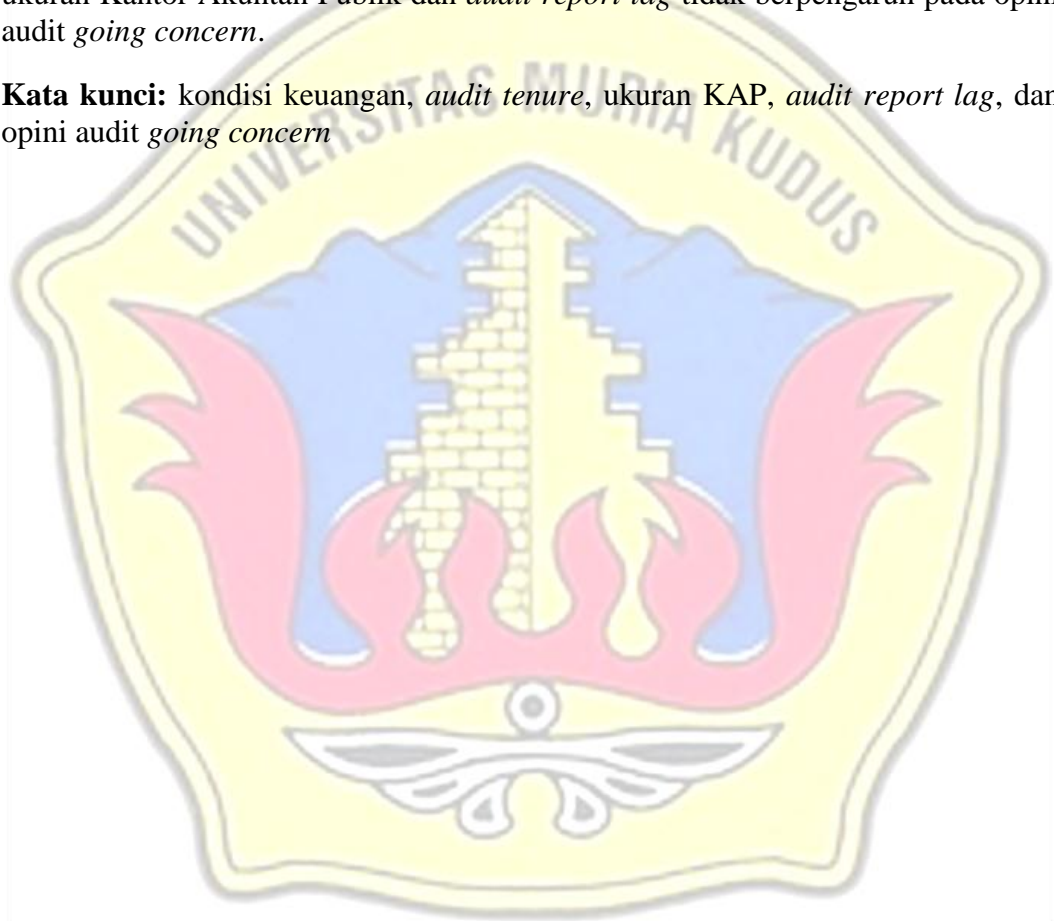 ukuran Kantor Akuntan Publik dan audit report lag tidak berpengaruh pada opini
audit going concern.
Kata kunci: kondisi keuangan, audit tenure, ukuran KAP, audit report lag, dan
opini audit going concern
UNIVERSITAS MURIA KUDUS